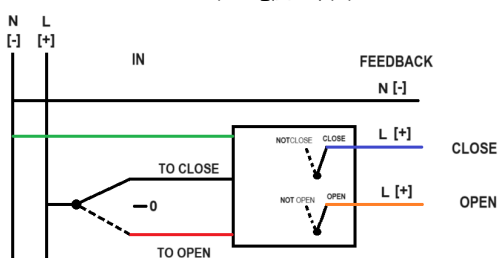 N L
[-] [+]
IN
FEEDBACK
N [-]
NOTCLOSE CLOSE
L [+]
CLOSE
TO CLOSE
0
NOT OPEN OPEN
L [+]
OPEN
TO OPEN